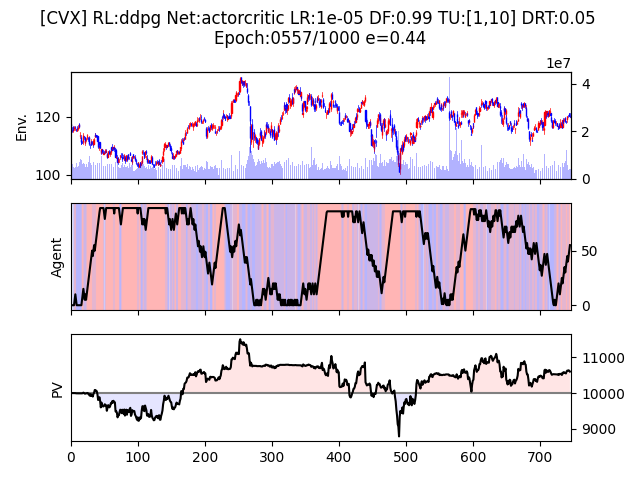 [CVX] RL:ddpg Net:actorcritic LR:1e-05 DF:0.99 TU:[1,10] DRT:0.05
Epoch:0557/1000 e=0.44
1e7
Env.
120
100
4
2
0
Agent
50
0
PV
11000
10000
9000
0 100 200 300 400 500 600 700